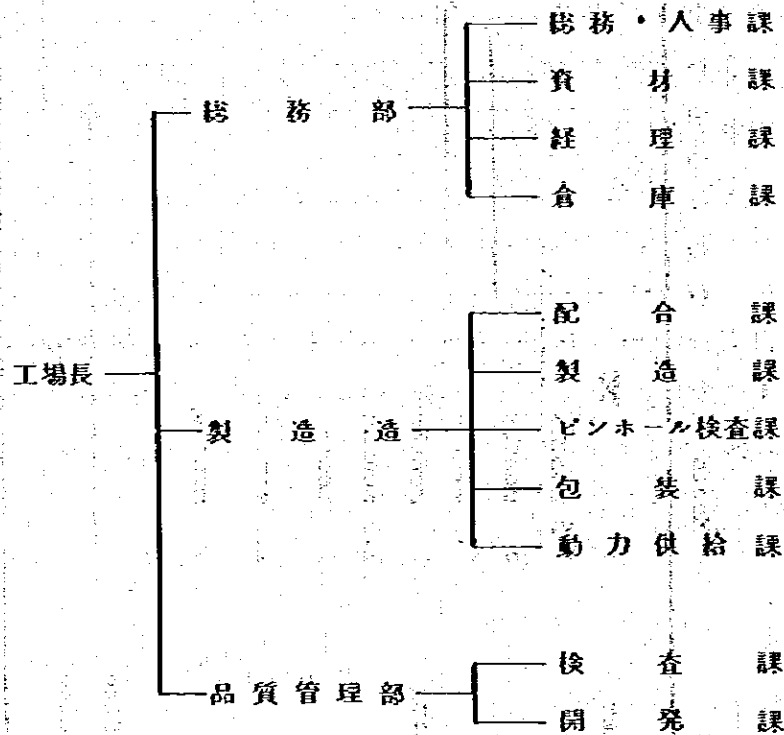 総務・人事課
資材課
総務部
経理課
倉庫課
配合課
工場長
製造課
製造造
ピンホール検査課
包装課
動力供給課
検査課
品質管理部
開発課